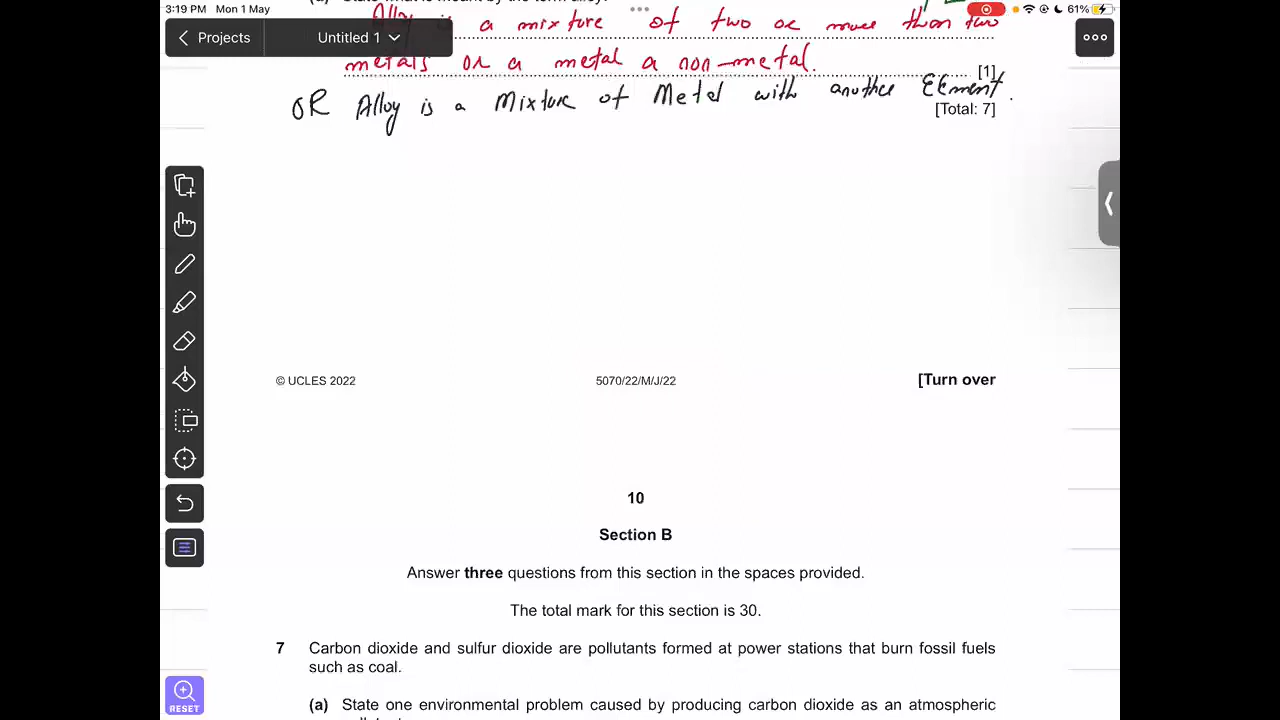 3:19 PM Mon 1 May
61%
Projects
Untitled 1
Alloy is a mixture of two or more than two
metals or a metal a non-metal.
[1]
OR Alloy is a Mixture of Metal with another Element.
[Total: 7]
© UCLES 2022
5070/22/M/J/22
[Turn over
10
Section B
Answer three questions from this section in the spaces provided.
The total mark for this section is 30.
7 Carbon dioxide and sulfur dioxide are pollutants formed at power stations that burn fossil fuels
such as coal.
(a) State one environmental problem caused by producing carbon dioxide as an atmospheric
RESET